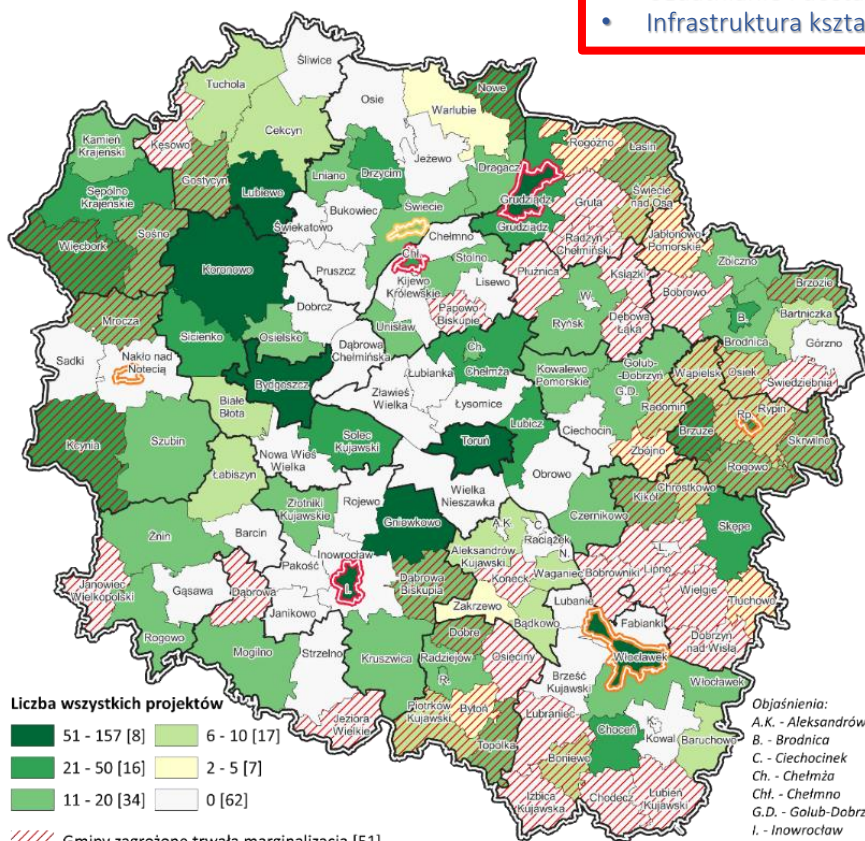 • Infrastruktura kszta
Śliwice
Tuchola
Osie
Nowe
Warlubie
Kamień
Krajeński
Kęsowo
Cekcyn
Jeżewo
Rogóźno
Łasin
Gostycyn
Lubiewo
Lniano
Drzycim
Dragacz
Sępólno
Krajeńskie
Grudziądz
Gruta
Świecie
nad Osą
Bukowiec
Świecie
Świekatowo
Grudziądz
Więcbork
Sośno
Chełmno
Radzyń
Chełmiński
Jabłonowo
Pomorskie
Koronowo
Chł.
Stolno
Zbiczno
Pruszcz
Kijewo
Królewskie
Lisewo
Płużnica
Książki
Brzozie
Dobrcz
Papowo
Biskupie
W.
Dębowa
Łąka
Bobrowo
B.
Bartniczka
Mrocza
Sicienko
Osielsko
Unisław
Ryńsk
Brodnica
Górzno
Dąbrowa
Chełmińska
Ch.
Chełmża
Golub-
-Dobrzyń
Sadki
Nakło nad
Notecią
Łubianka
Kowalewo
Pomorskie
Wąpielsk
Osiek
Świedziebnia
Bydgoszcz
G.D.
Radomin
Rp.
Rypin
Zławieś
Wielka
Łysomice
Białe
Błota
Ciechocin
Brzuze
Skrwilno
Kcynia
Szubin
Solec
Kujawski
Toruń
Lubicz
Zbójno
Rogowo
Nowa Wieś
Wielka
Obrowo
Chrostkowo
Łabiszyn
Wielka
Nieszawka
Kikół
Złotniki
Kujawskie
Rojewo
Gniewkowo
Czernikowo
Skępe
Żnin
Barcin
A.K.
C.
Raciążek
Inowrocław
Aleksandrów
Kujawski
N.
L.
Lipno
Pakość
Waganiec
Bobrowniki
Janowiec
Wielkopolski
Dąbrowa
I.
Dąbrowa
Biskupia
Koneck
Wielgie
Gąsawa
Lubanie
Tłuchowo
Janikowo
Zakrzewo
Bądkowo
Fabianki
Dobrzyń
nad Wisłą
Rogowo
Dobre
Włocławek
Mogilno
Strzelno
Kruszwica
Radziejów
Osięciny
Brześć
Kujawski
R.
Włocławek
Lubraniec
Piotrków
Kujawski
Bytoń
Choceń
K.
Kowal
Baruchowo
Jeziora
Wielkie
Topólka
Boniewo
Izbica
Kujawska
Chodecz
Lubień
Kujawski
Liczba wszystkich projektów
51 - 157 [8]
6 - 10 [17]
21 - 50 [16]
2 - 5 [7]
11 - 20 [34]
0 [62]
Gminy zagrożone trwałą marginalizacją [51]
Objaśnienia:
A.K. - Aleksandrów
B. - Brodnica
C. - Ciechocinek
Ch. - Chełmża
Chł. - Chełmno
G.D. - Golub-Dobrz
I. - Inowrocław